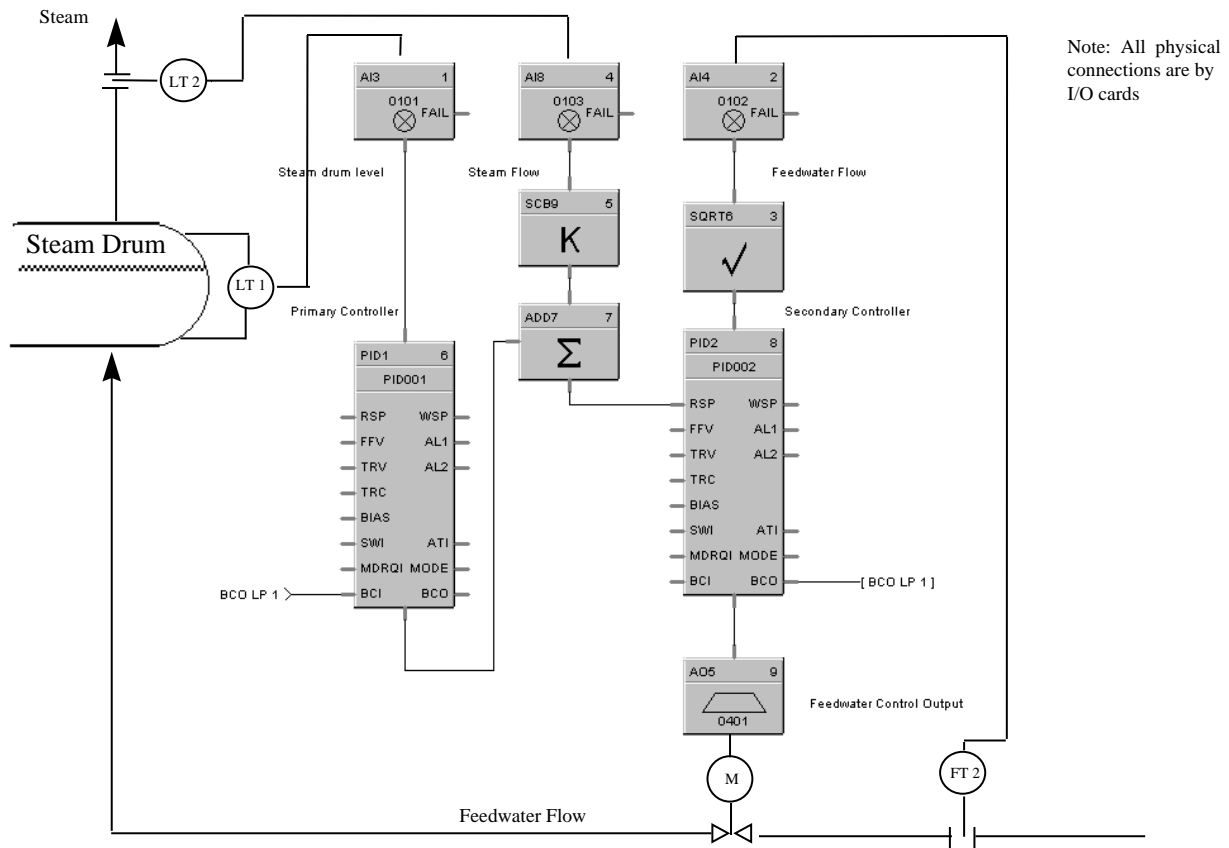 Steam
LT 2
Note: All physical
connections are by
I/O cards
AI3 1
0101
FAIL
AI8 4
0103
FAIL
AI4 2
0102
FAIL
Steam drum level
Steam Flow
Feedwater Flow
SCB9 5
K
SQRT6 3
√
Steam Drum
LT 1
Primary Controller
ADD7 7
Σ
Secondary Controller
PID1 6
PID001
RSP WSP
FFV AL1
TRV AL2
TRC
BIAS
SWI ATI
MDRQI MODE
BCI BCO
BCO LP 1
PID2 8
PID002
RSP WSP
FFV AL1
TRV AL2
TRC
BIAS
SWI ATI
MDRQI MODE
BCI BCO
[ BCO LP 1 ]
AO5 9
0401
Feedwater Control Output
M
FT 2
Feedwater Flow